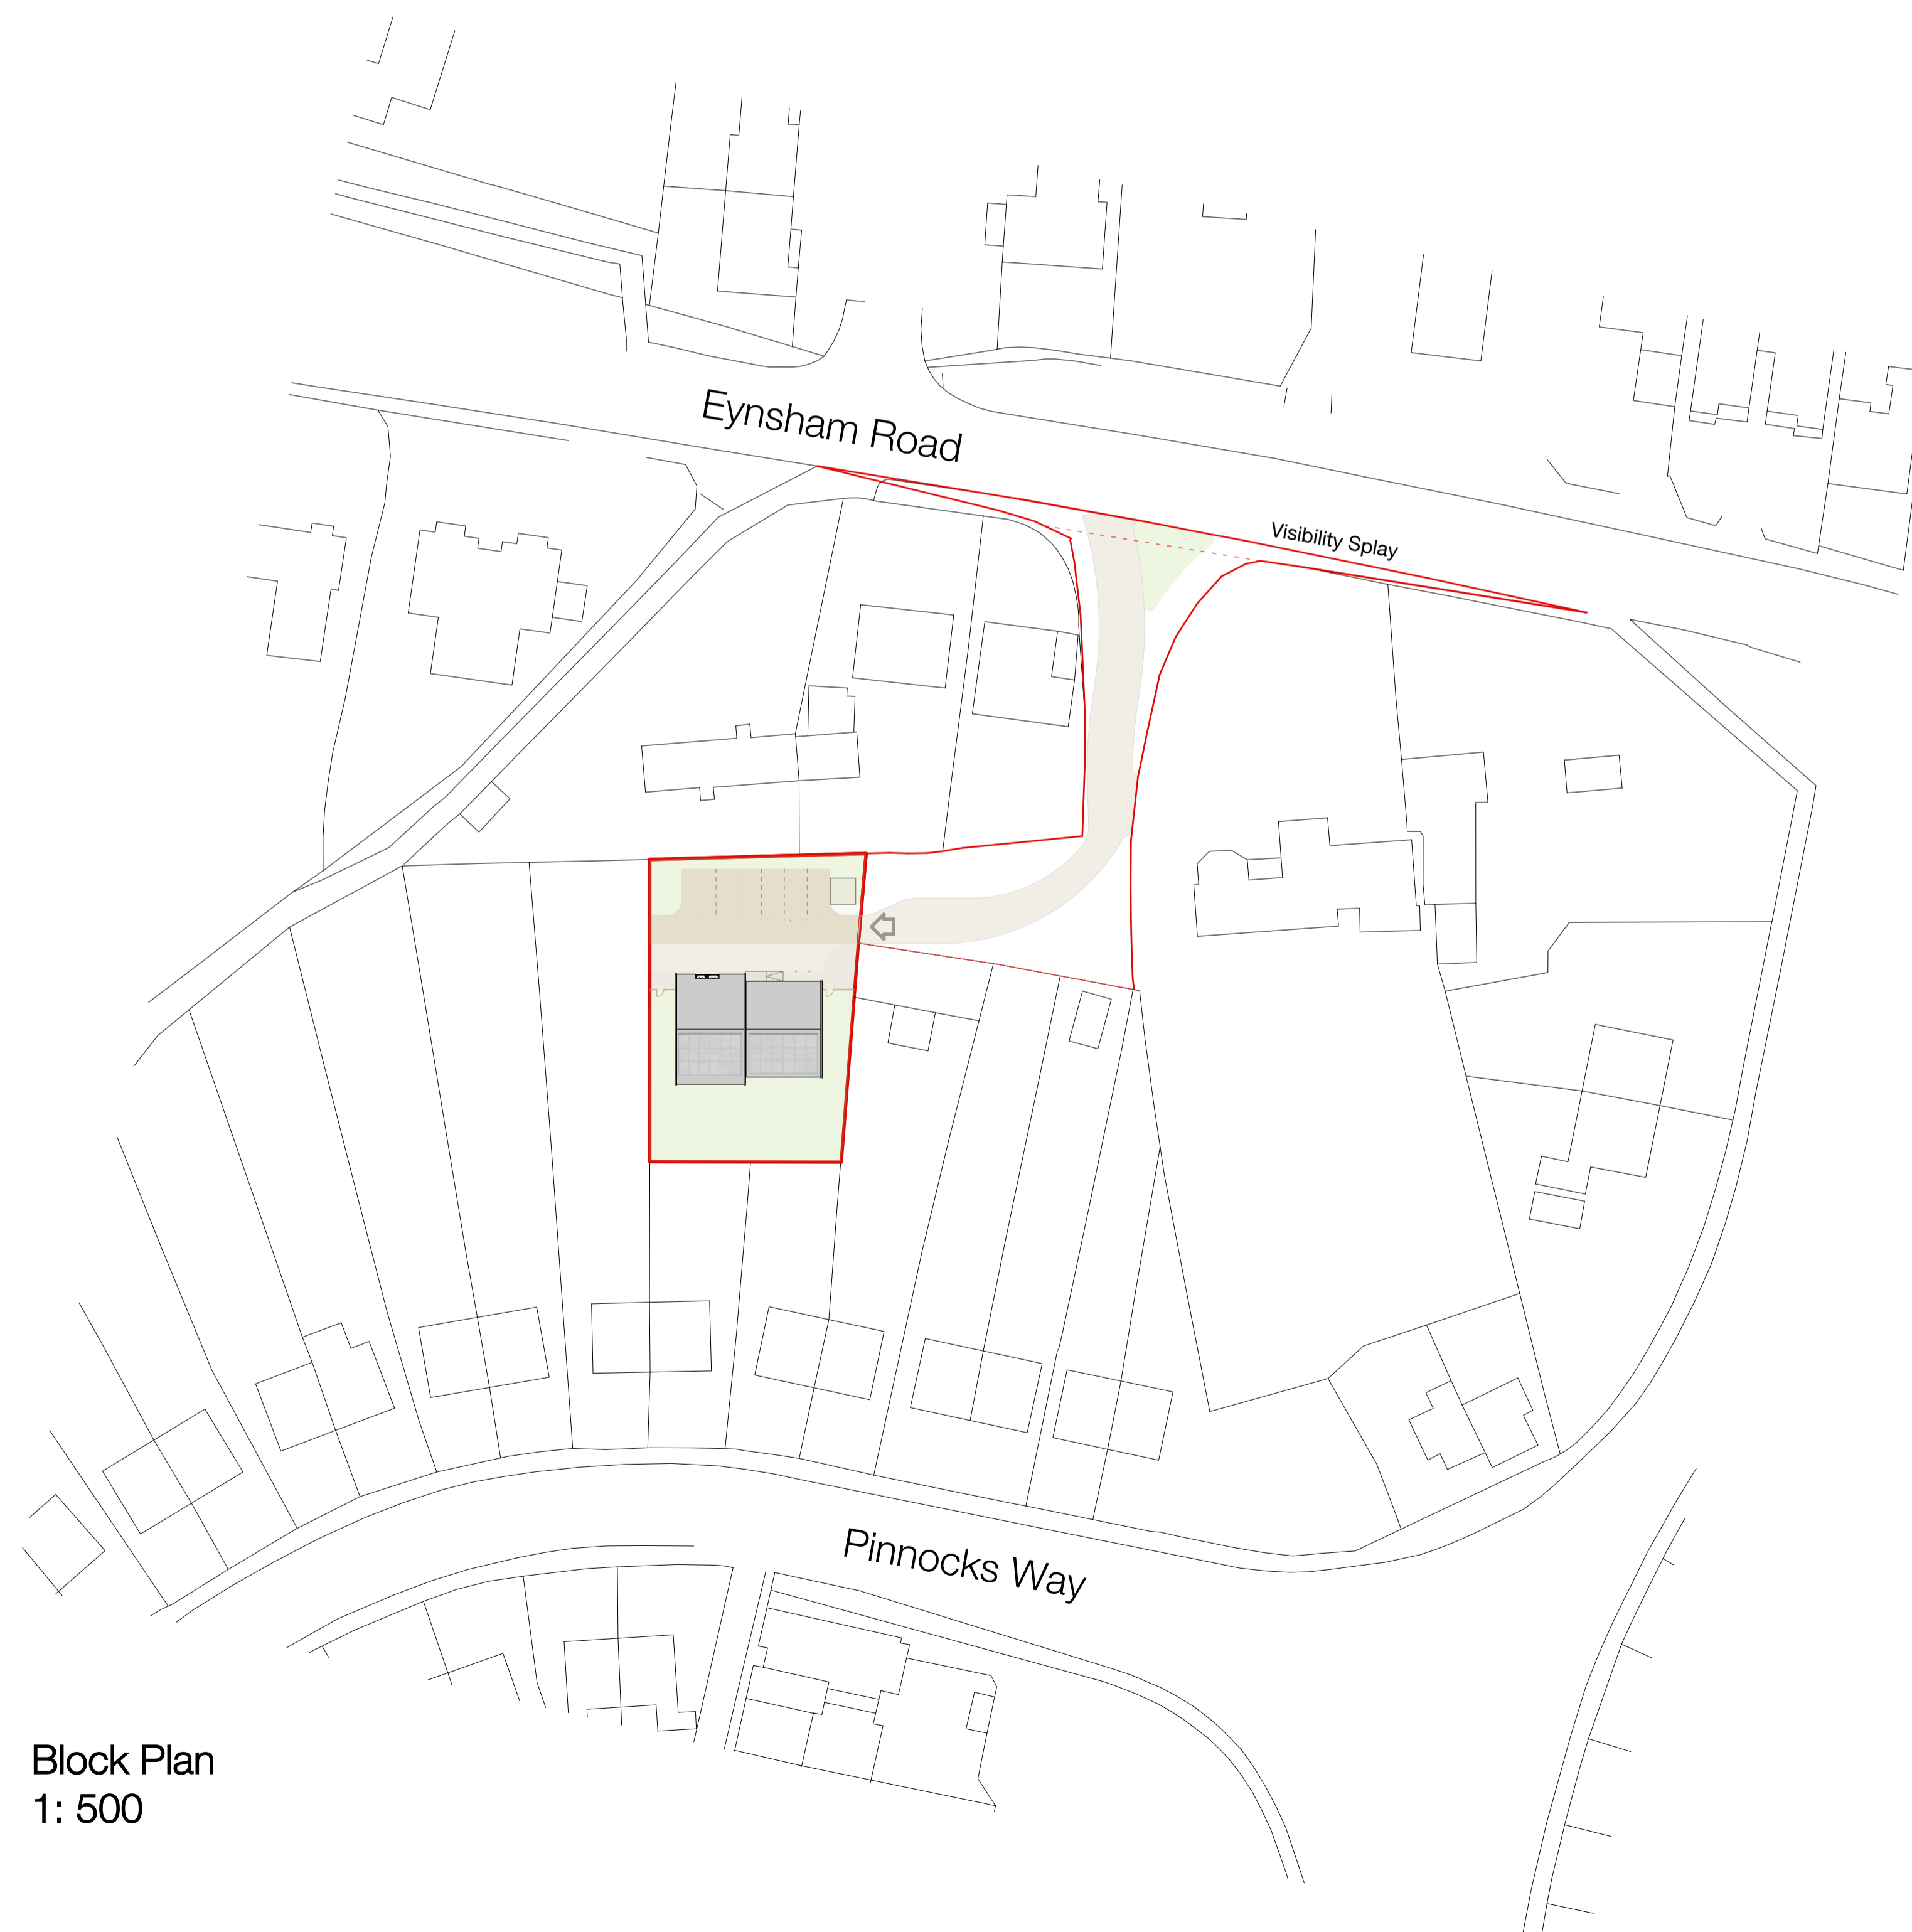 Eynsham Road
Visibility Splay
Pinnocks Way
Block Plan
1: 500